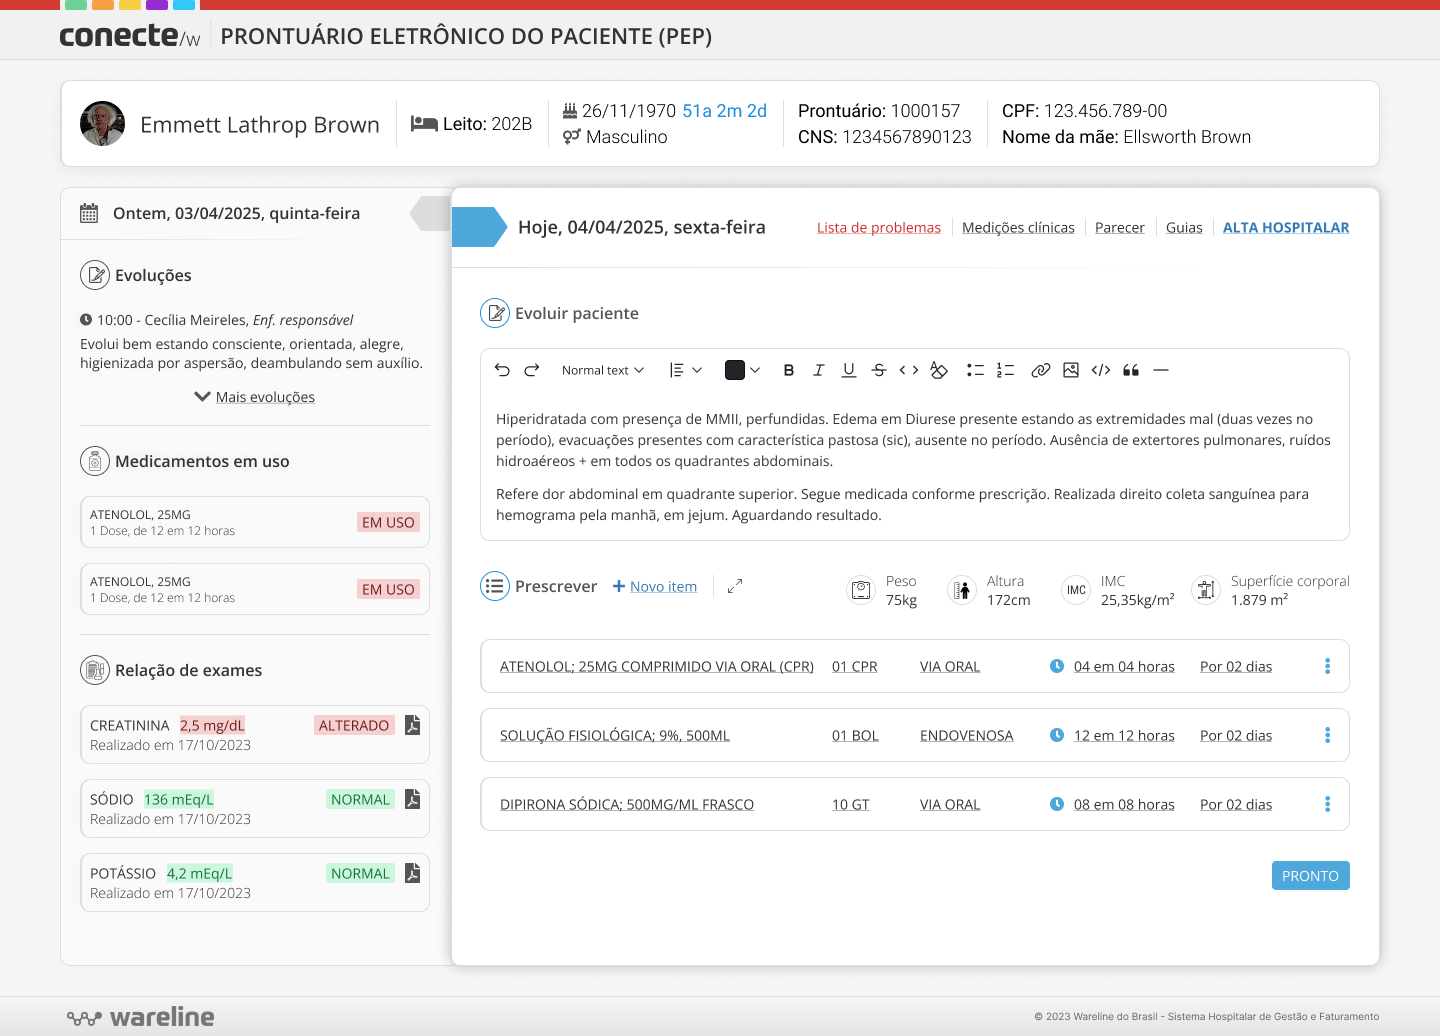 conecte/w PRONTUÁRIO ELETRÔNICO DO PACIENTE (PEP)
Emmett Lathrop Brown
Leito: 202B
26/11/1970 51a 2m 2d
Masculino
Prontuário: 1000157
CNS: 1234567890123
CPF: 123.456.789-00
Nome da mãe: Ellsworth Brown
Ontem, 03/04/2025, quinta-feira
Evoluções
10:00 - Cecília Meireles, Enf. responsável
Evolui bem estando consciente, orientada, alegre,
higienizada por aspersão, deambulando sem auxílio.
Mais evoluções
Medicamentos em uso
ATENOLOL, 25MG
1 Dose, de 12 em 12 horas
EM USO
ATENOLOL, 25MG
1 Dose, de 12 em 12 horas
EM USO
Relação de exames
CREATININA 2,5 mg/dL ALTERADO
Realizado em 17/10/2023
SÓDIO 136 mEq/L NORMAL
Realizado em 17/10/2023
POTÁSSIO 4,2 mEq/L NORMAL
Realizado em 17/10/2023
Hoje, 04/04/2025, sexta-feira
Lista de problemas Medições clínicas Parecer Guias ALTA HOSPITALAR
Evoluir paciente
Normal text
Hiperidratada com presença de MMII, perfundidas. Edema em Diurese presente estando as extremidades mal (duas vezes no
período), evacuações presentes com característica pastosa (sic), ausente no período. Ausência de extertores pulmonares, ruídos
hidroaéreos + em todos os quadrantes abdominais.
Refere dor abdominal em quadrante superior. Segue medicada conforme prescrição. Realizada direito coleta sanguínea para
hemograma pela manhã, em jejum. Aguardando resultado.
Prescrever Novo item
Peso
75kg
Altura
172cm
IMC
IMC
25,35kg/m²
Superfície corporal
1.879 m²
ATENOLOL; 25MG COMPRIMIDO VIA ORAL (CPR) 01 CPR VIA ORAL 04 em 04 horas Por 02 dias
SOLUÇÃO FISIOLÓGICA; 9%, 500ML 01 BOL ENDOVENOSA 12 em 12 horas Por 02 dias
DIPIRONA SÓDICA; 500MG/ML FRASCO 10 GT VIA ORAL 08 em 08 horas Por 02 dias
PRONTO
wareline
© 2023 Wareline do Brasil - Sistema Hospitalar de Gestão e Faturamento